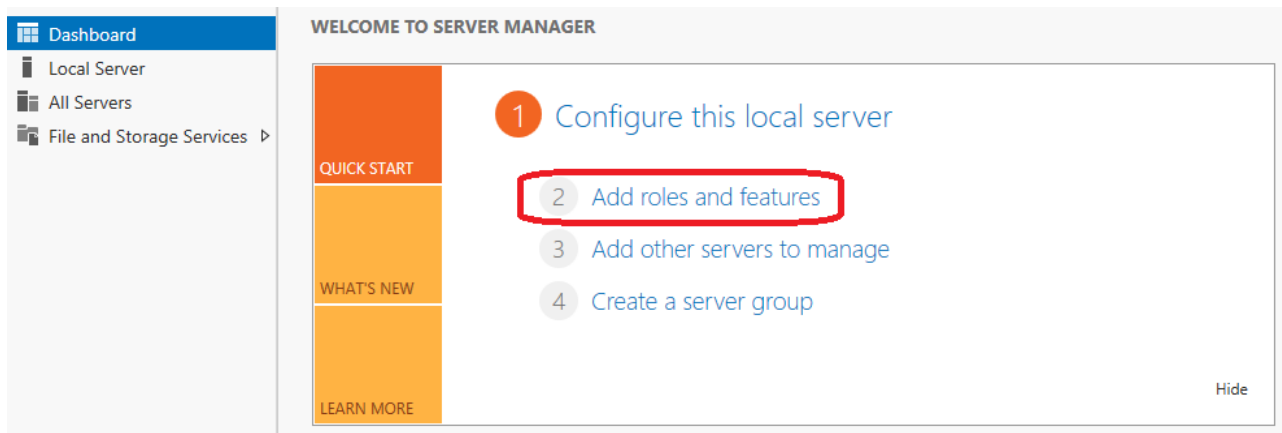 Dashboard
Local Server
All Servers
File and Storage Services
WELCOME TO SERVER MANAGER
QUICK START
WHAT'S NEW
LEARN MORE
1 Configure this local server
2 Add roles and features
3 Add other servers to manage
4 Create a server group
Hide